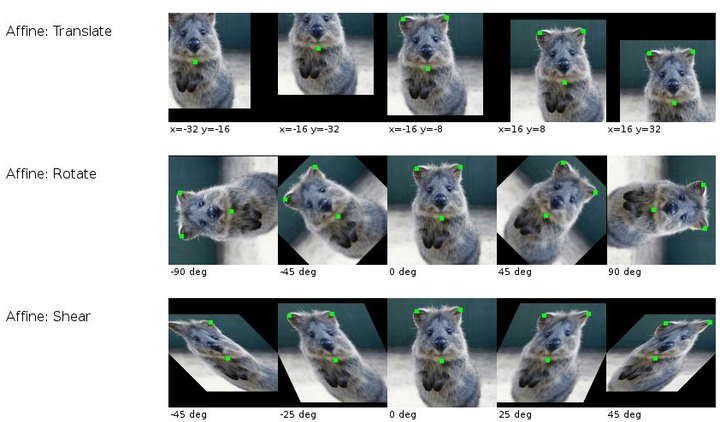 Affine: Translate
x=-32 y=-16
x=-16 y=-32
x=-16 y=-8
x=16 y=8
x=16 y=32
Affine: Rotate
-90 deg
-45 deg
0 deg
45 deg
90 deg
Affine: Shear
-45 deg
-25 deg
0 deg
25 deg
45 deg